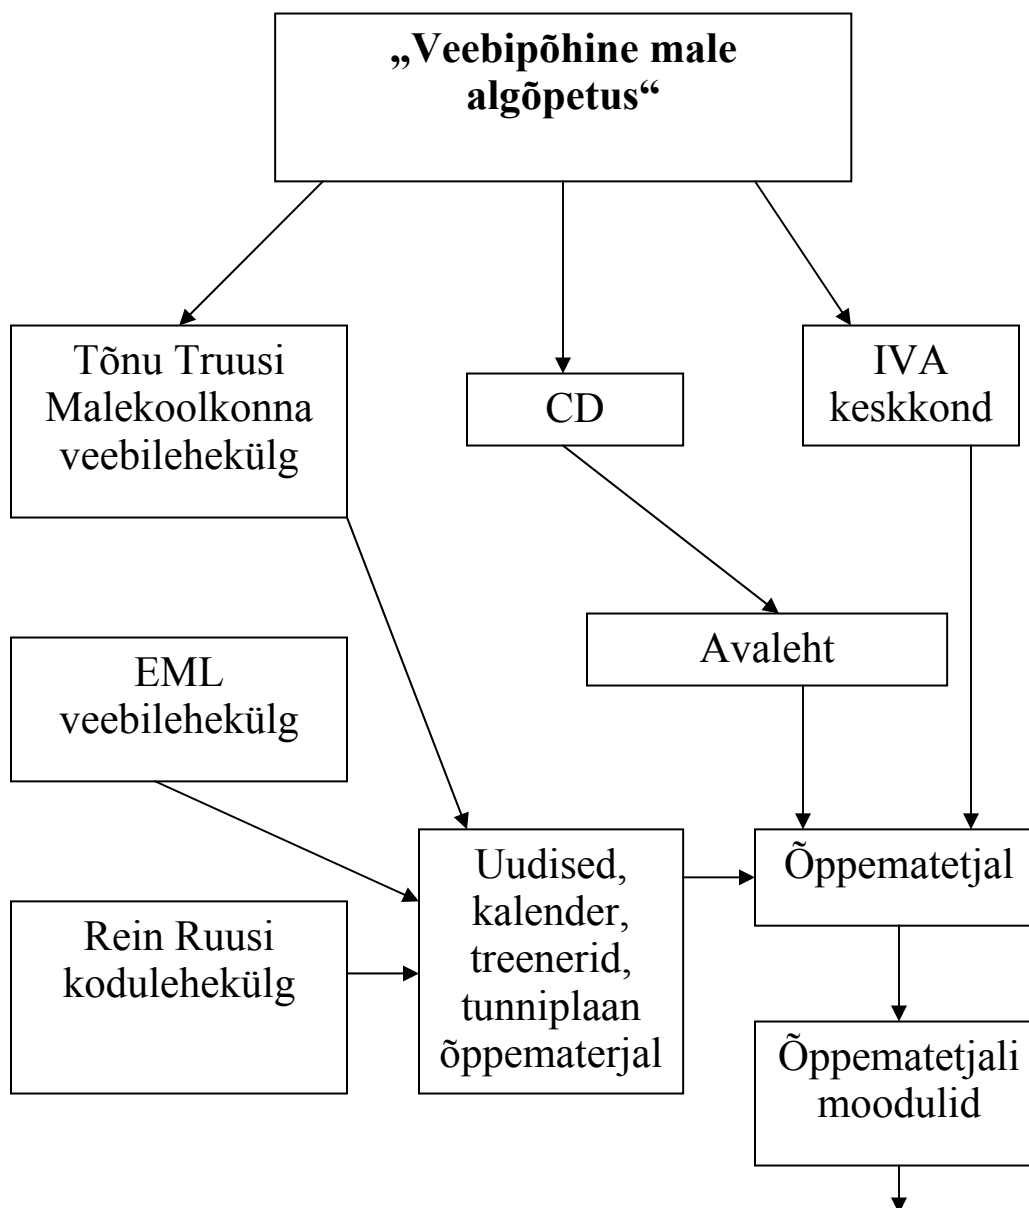 „Veebipõhine male
algõpetus“
Tõnu Truusi
Malekoolkonna
veebilehekülg
CD
IVA
keskkond
Avaleht
EML
veebilehekülg
Rein Ruusi
kodulehekülg
Uudised,
kalender,
treenerid,
tunniplaan
õppematerjal
Õppematetjal
Õppematetjali
moodulid